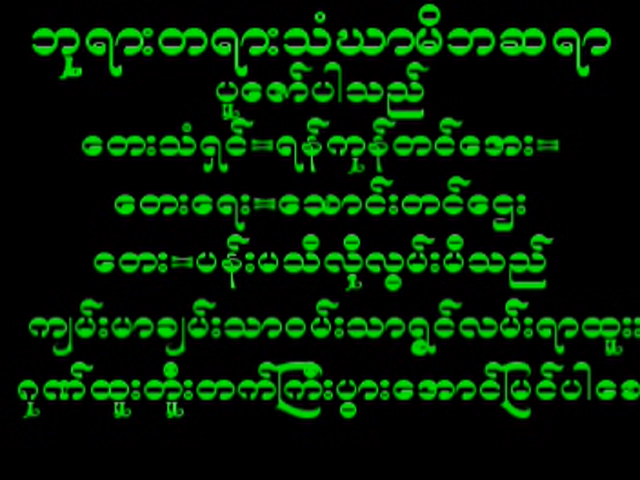 ဘုရားတရားသံဃာမိဘဆရာ
ပူဇော်ပါသည်
တေးသံရှင်=ရန်ကုန်တင်အေး=
တေးရေး=သောင်းတင်ဌေး
တေး=ပန်းပသီလှိုလွမ်းမိသည်
ကျမ်းမာချမ်းသာဝမ်းသာရွှင်လမ်းရာထူး
ဂုဏ်ထူးတိုးတက်ကြီးပွားအောင်မြင်ပါစေ